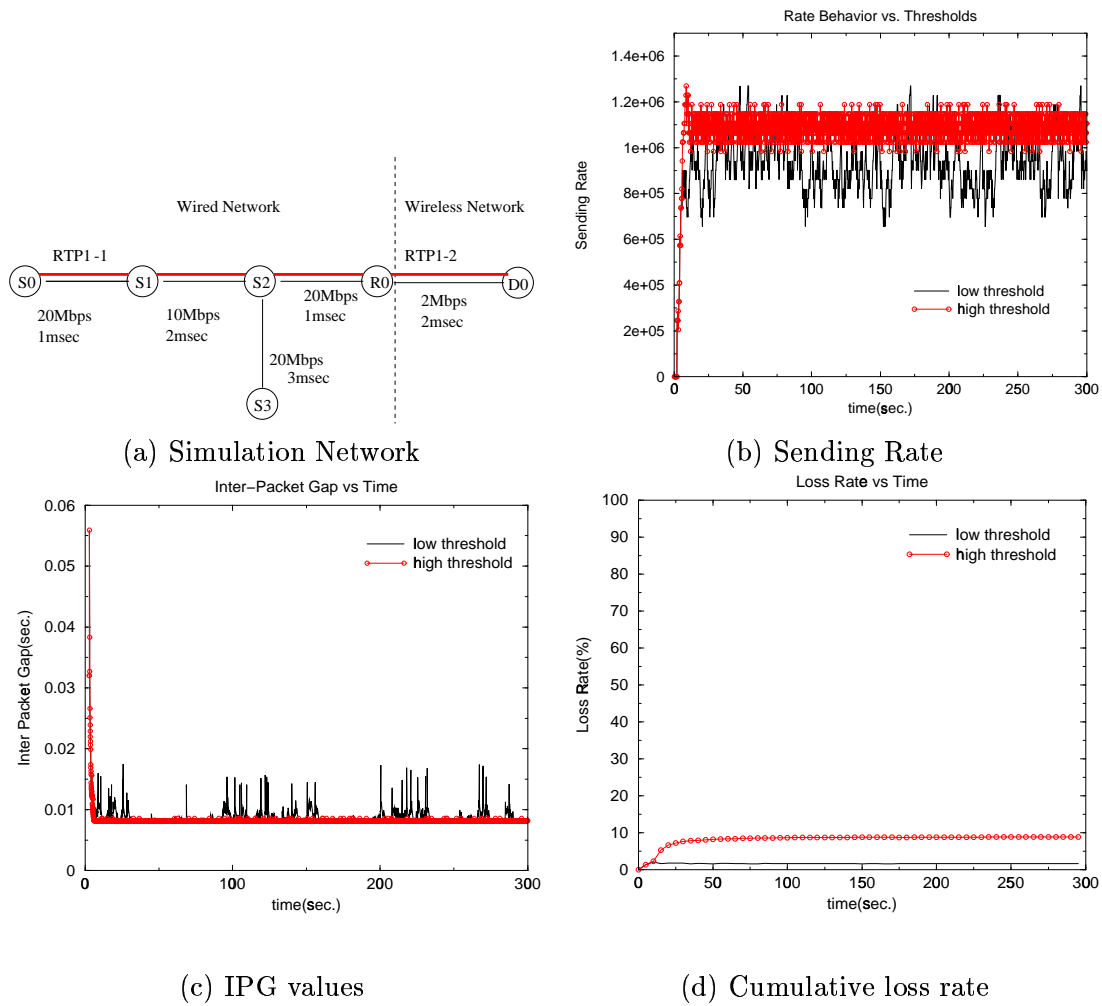 Wired Network
Wireless Network
RTP1-1
RTP1-2
S0
S1
S2
R0
D0
20Mbps
1msec
10Mbps
2msec
20Mbps
1msec
2Mbps
2msec
20Mbps
3msec
S3
(a) Simulation Network
Rate Behavior vs. Thresholds
Sending Rate
1.4e+06
1.2e+06
1e+06
8e+05
6e+05
4e+05
2e+05
0
low threshold
high threshold
0 50 100 150 200 250 300
time(sec.)
(b) Sending Rate
Inter-Packet Gap vs Time
Inter Packet Gap(sec.)
0.06
0.05
0.04
0.03
0.02
0.01
0
low threshold
high threshold
0 100 200 300
time(sec.)
(c) IPG values
Loss Rate vs Time
Loss Rate(%)
100
90
80
70
60
50
40
30
20
10
0
low threshold
high threshold
0 50 100 150 200 250 300
time(sec.)
(d) Cumulative loss rate